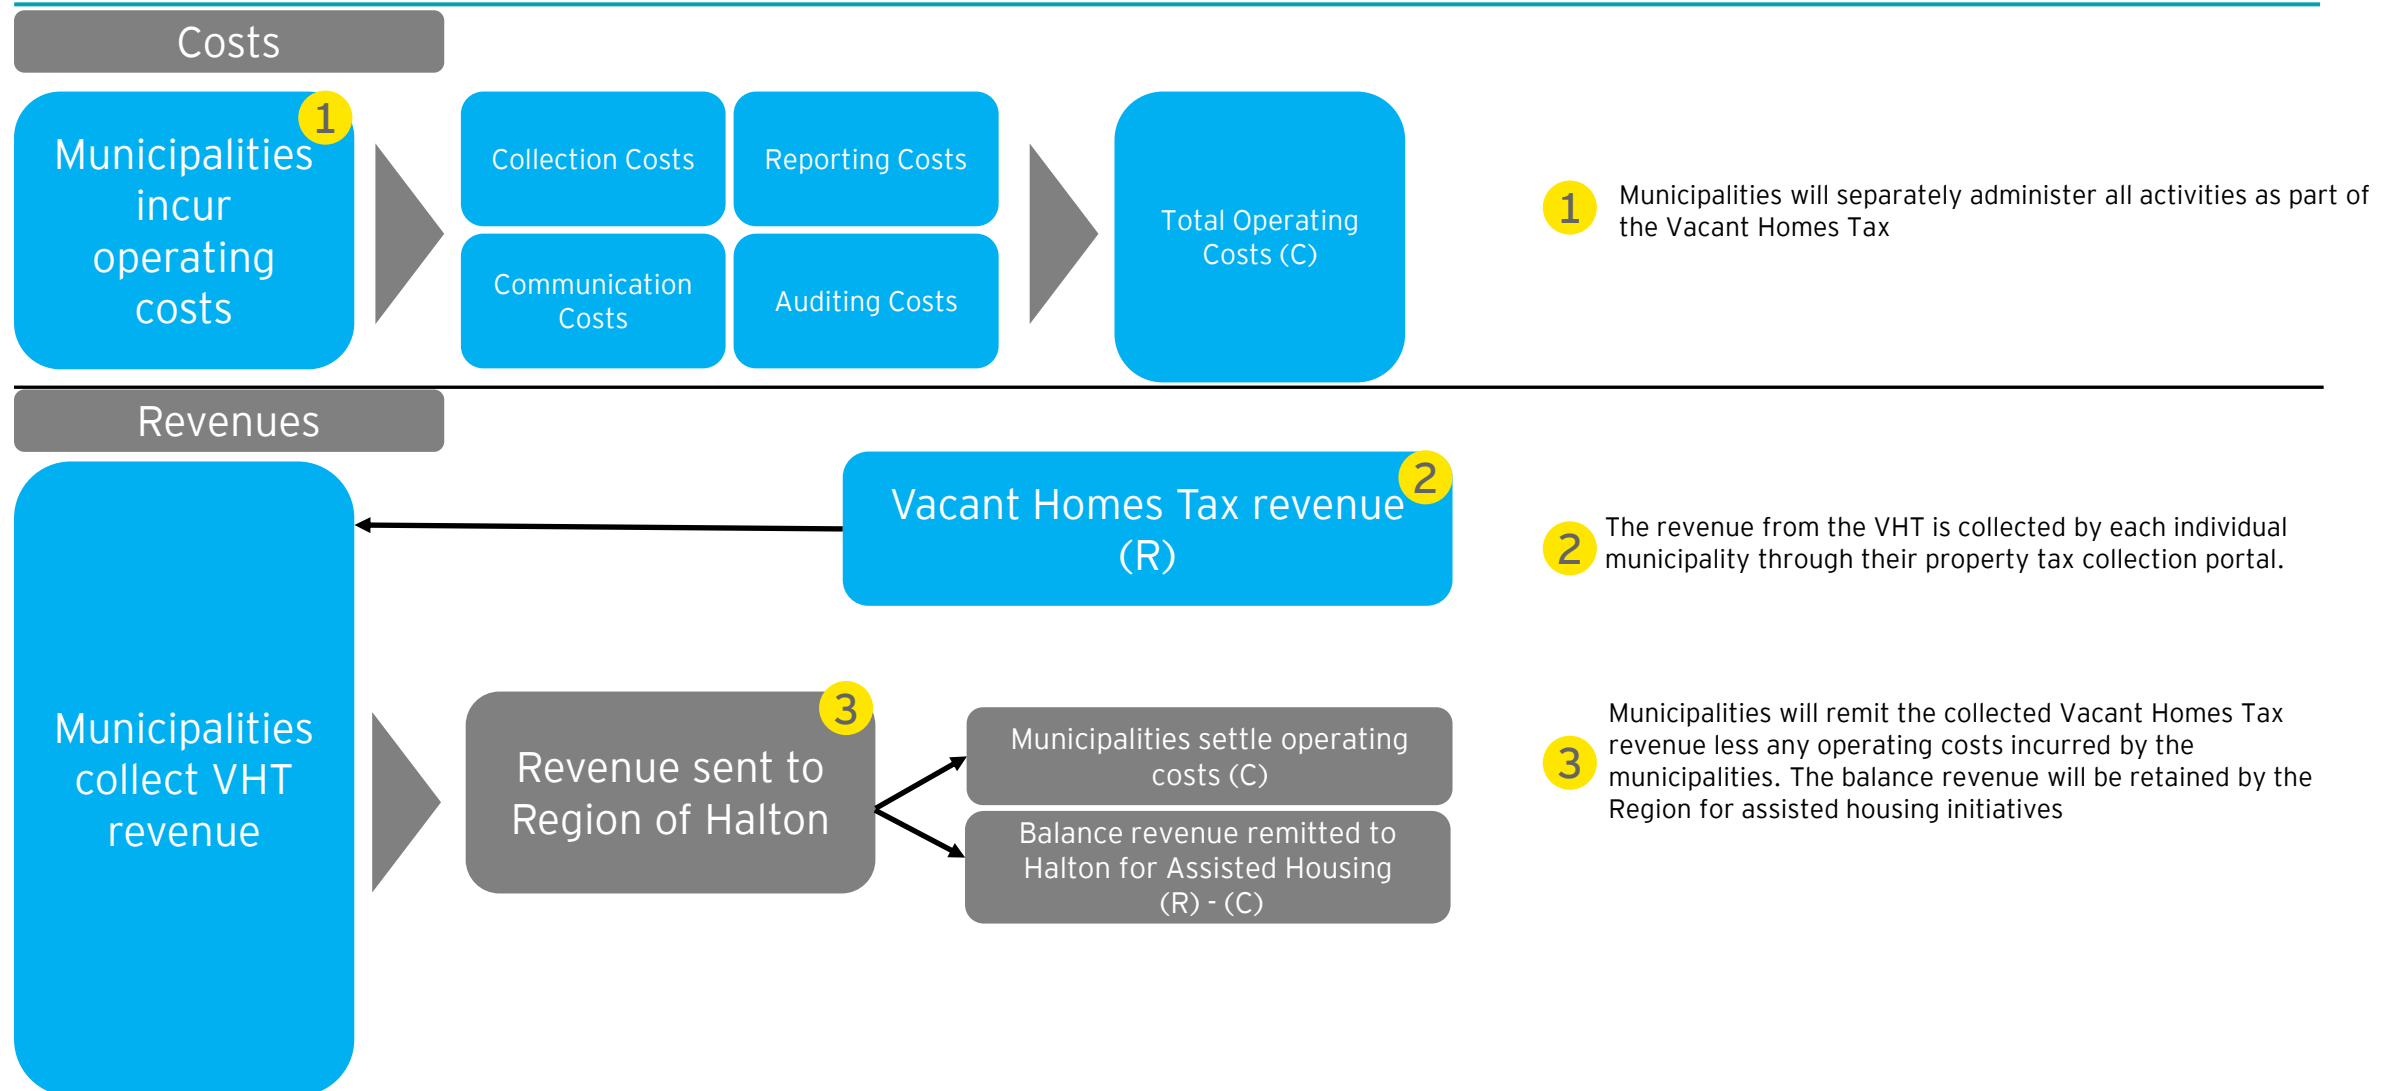 Costs
1
Municipalities
incur
operating
costs
Collection Costs
Reporting Costs
Communication
Costs
Auditing Costs
Total Operating
Costs (C)
1
Municipalities will separately administer all activities as part of
the Vacant Homes Tax
Revenues
Municipalities
collect VHT
revenue
2
Vacant Homes Tax revenue
(R)
2
The revenue from the VHT is collected by each individual
municipality through their property tax collection portal.
3
Revenue sent to
Region of Halton
Municipalities settle operating
costs (C)
Balance revenue remitted to
Halton for Assisted Housing
(R) - (C)
3
Municipalities will remit the collected Vacant Homes Tax
revenue less any operating costs incurred by the
municipalities. The balance revenue will be retained by the
Region for assisted housing initiatives